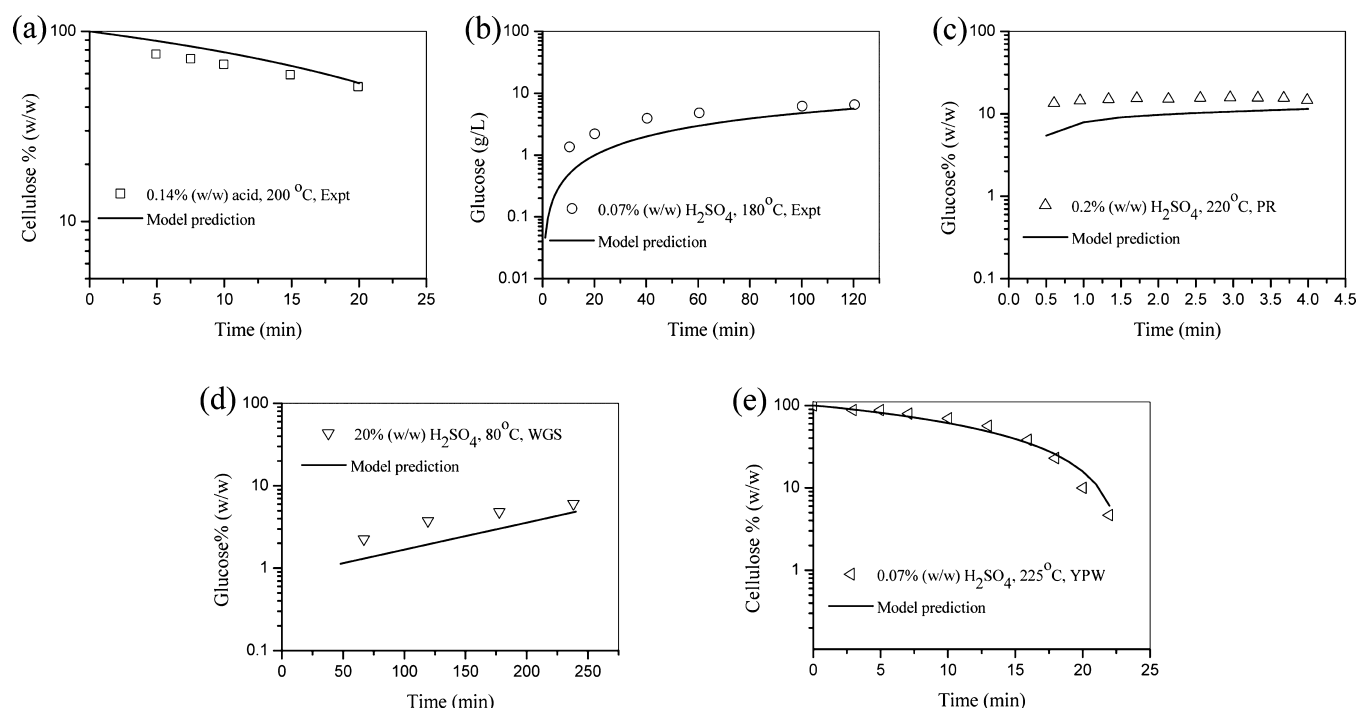 (a)
100
10
Cellulose % (w/w)
0.14% (w/w) acid, 200 °C, Expt
Model prediction
0 5 10 15 20 25
Time (min)
(b)
100
10
1
0.1
0.01
Glucose (g/L)
0.07% (w/w) H2SO4, 180°C, Expt
Model prediction
0 20 40 60 80 100 120
Time (min)
(c)
100
10
1
0.1
Glucose% (w/w)
0.2% (w/w) H2SO4, 220°C, PR
Model prediction
0.0 0.5 1.0 1.5 2.0 2.5 3.0 3.5 4.0 4.5
Time (min)
(d)
100
10
1
0.1
Glucose% (w/w)
20% (w/w) H2SO4, 80°C, WGS
Model prediction
0 50 100 150 200 250
Time (min)
(e)
100
10
1
Cellulose % (w/w)
0.07% (w/w) H2SO4, 225°C, YPW
Model prediction
0 5 10 15 20 25
Time (min)